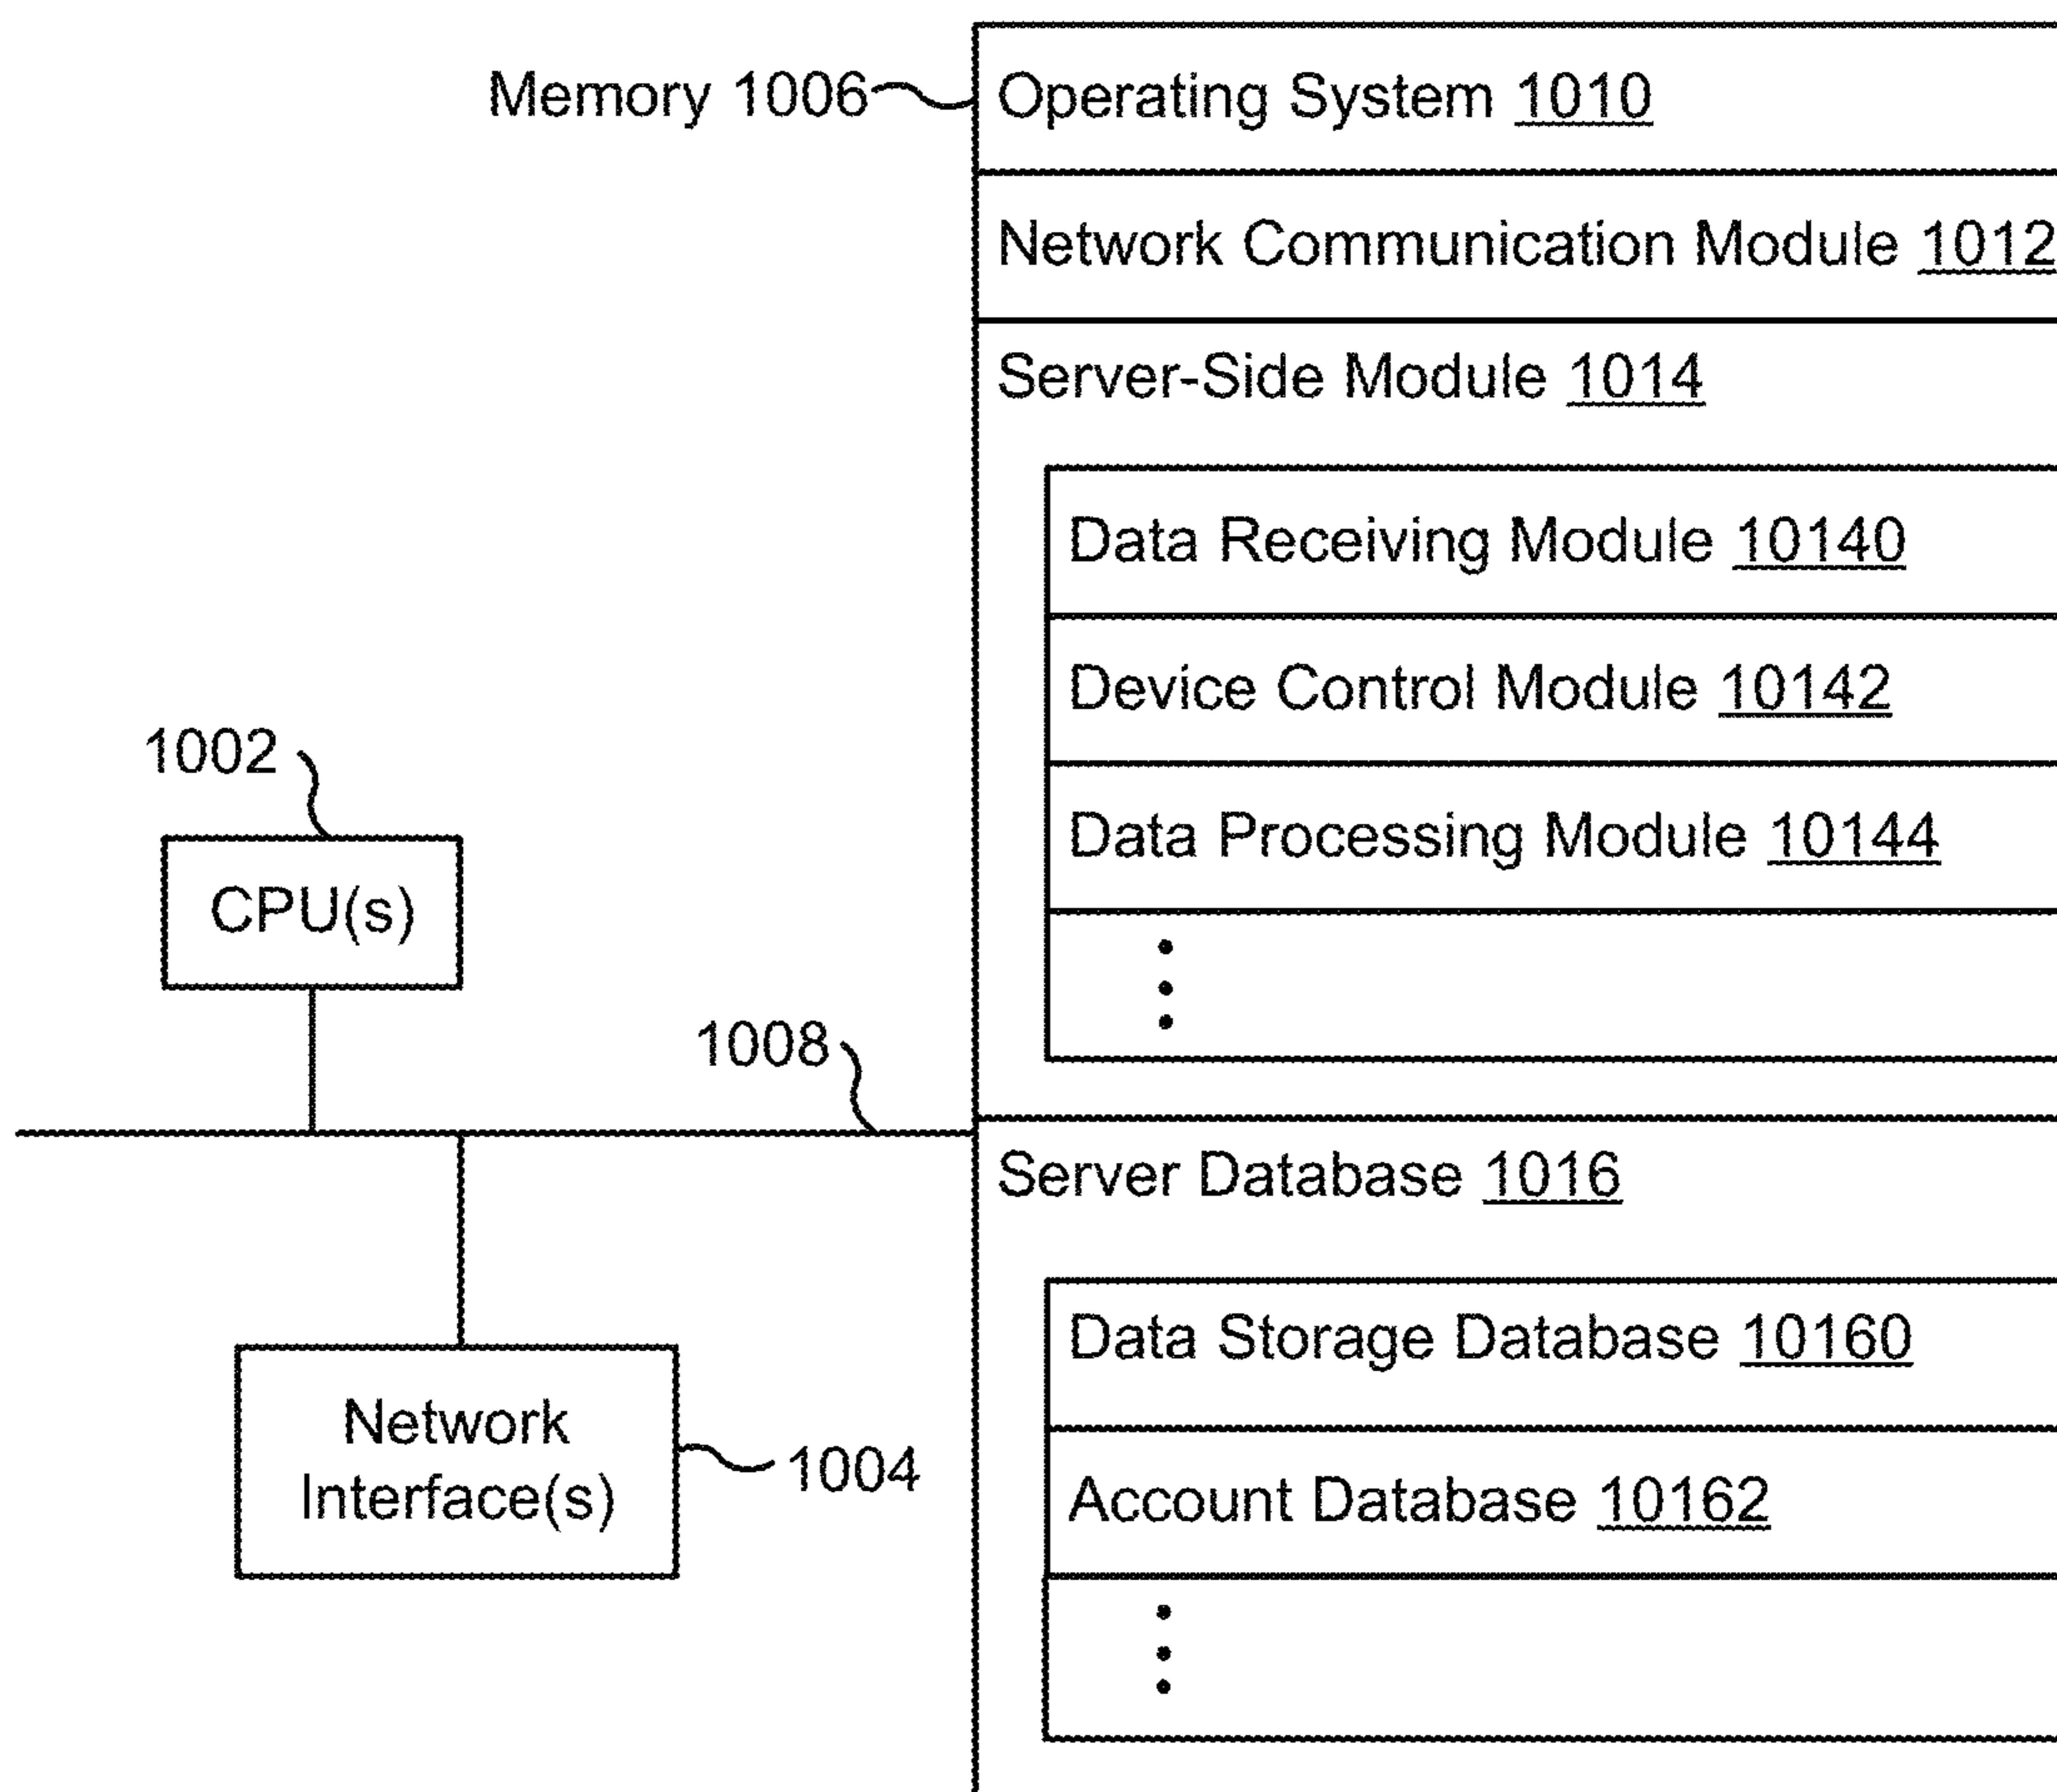 Memory 1006
Operating System 1010
Network Communication Module 1012
Server-Side Module 1014
Data Receiving Module 10140
Device Control Module 10142
Data Processing Module 10144
1002
CPU(s)
1008
Server Database 1016
Data Storage Database 10160
Account Database 10162
Network
Interface(s)
1004